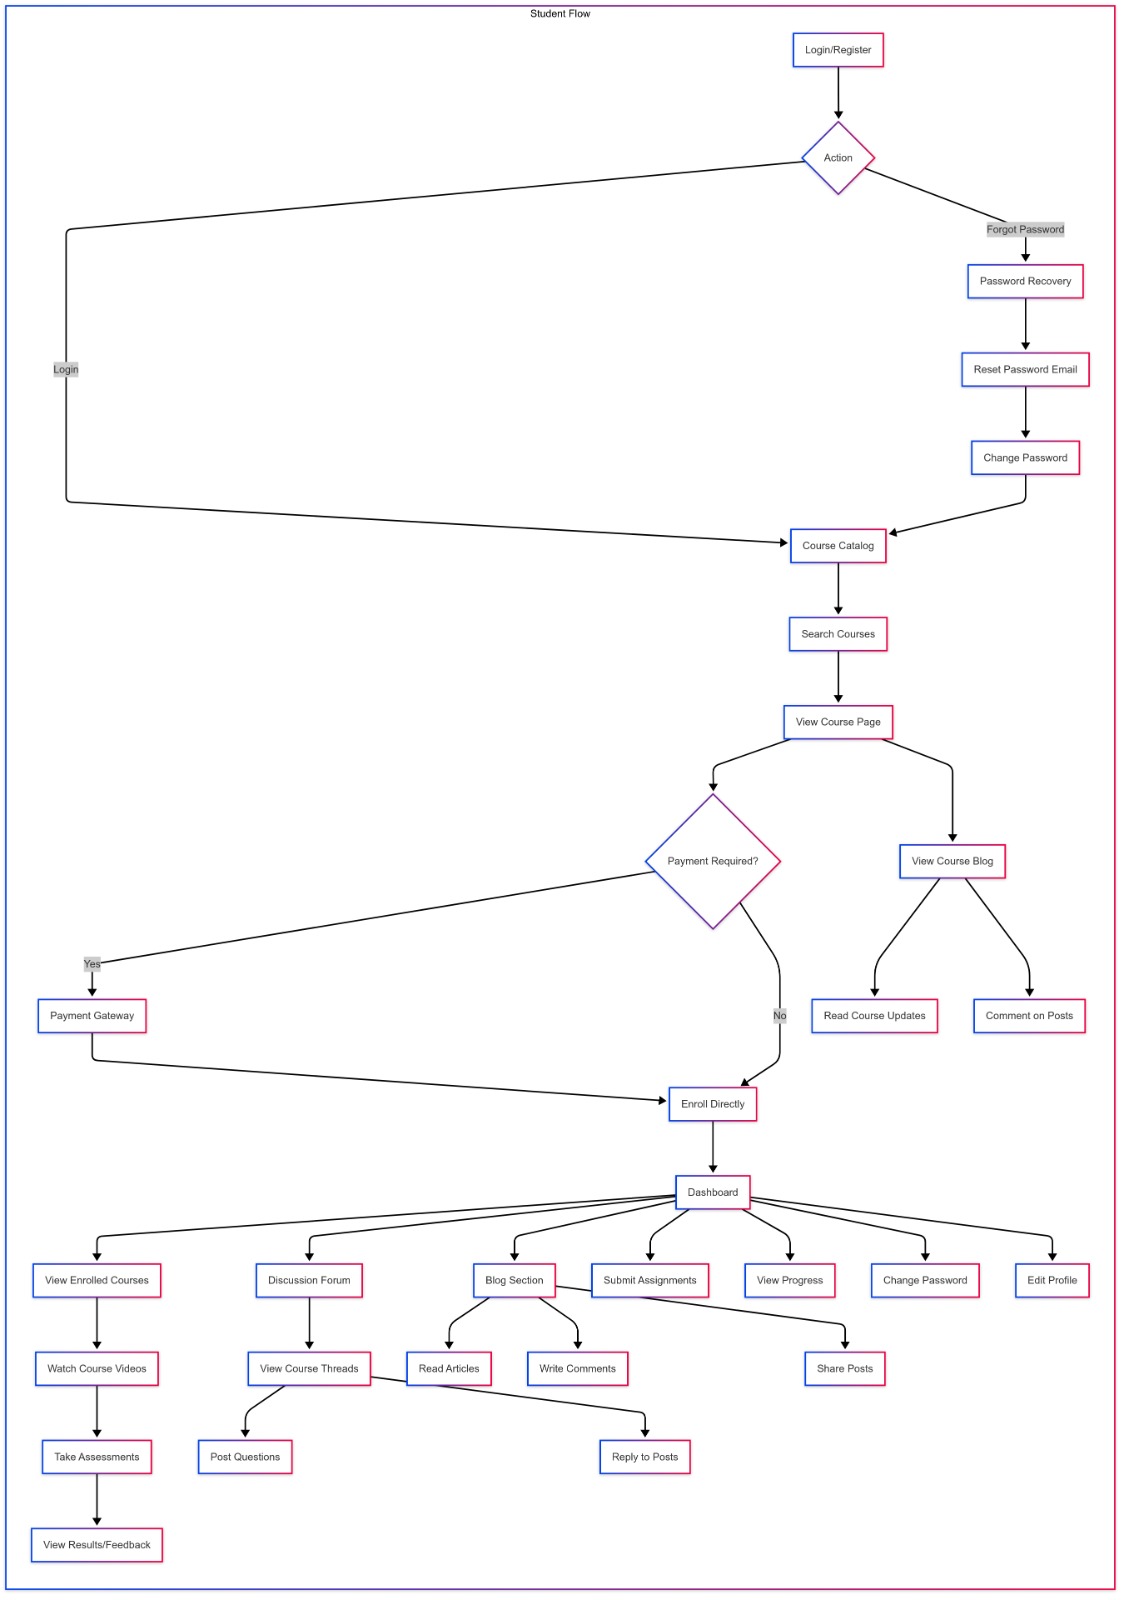 Student Flow
Login/Register
Action
Forgot Password
Password Recovery
Login
Reset Password Email
Change Password
Course Catalog
Search Courses
View Course Page
Payment Required?
View Course Blog
Yes
Payment Gateway
No
Read Course Updates
Comment on Posts
Enroll Directly
Dashboard
View Enrolled Courses
Discussion Forum
Blog Section
Submit Assignments
View Progress
Change Password
Edit Profile
Watch Course Videos
View Course Threads
Read Articles
Write Comments
Share Posts
Take Assessments
Post Questions
Reply to Posts
View Results/Feedback